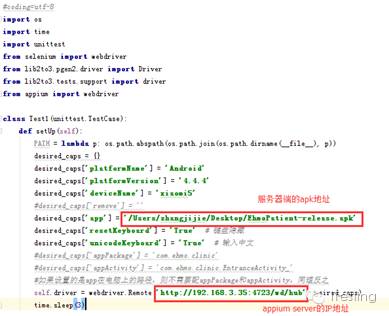 #coding=utf-8
import os
import time
import unittest
from selenium import webdriver
from lib2to3.pgen2.driver import Driver
from lib2to3.tests.support import driver
from appium import webdriver
class Test1(unittest.TestCase):
def setUp(self):
PATH = lambda p: os.path.abspath(os.path.join(os.path.dirname(__file__), p))
desired_caps = {}
desired_caps['platformName'] = 'Android'
desired_caps['platformVersion'] = '4.4.4'
desired_caps['deviceName'] = 'xiaomi5'
服务器端的apk地址
#desired_caps['remove'] = ''
desired_caps['app'] = '/Users/zhangjijie/Desktop/EhmoPatient-release.apk'
desired_caps['resetKeyboard'] = 'True' # 键盘隐藏
desired_caps['unicodeKeyboard'] = 'True' # 输入中文
#desired_caps['appPackage'] = 'com.ehmo.clinic'
#desired_caps['appActivity'] = 'com.ehmo.clinic.EntranceActivity_'
#如果设置的是app在电脑上的路径，则不需要配appPackage和appActivity，同理反之
self.driver = webdriver.Remote('http://192.168.3.35:4723/wd/hub',
time.sleep(5)
appium server的IP地址
iTesting